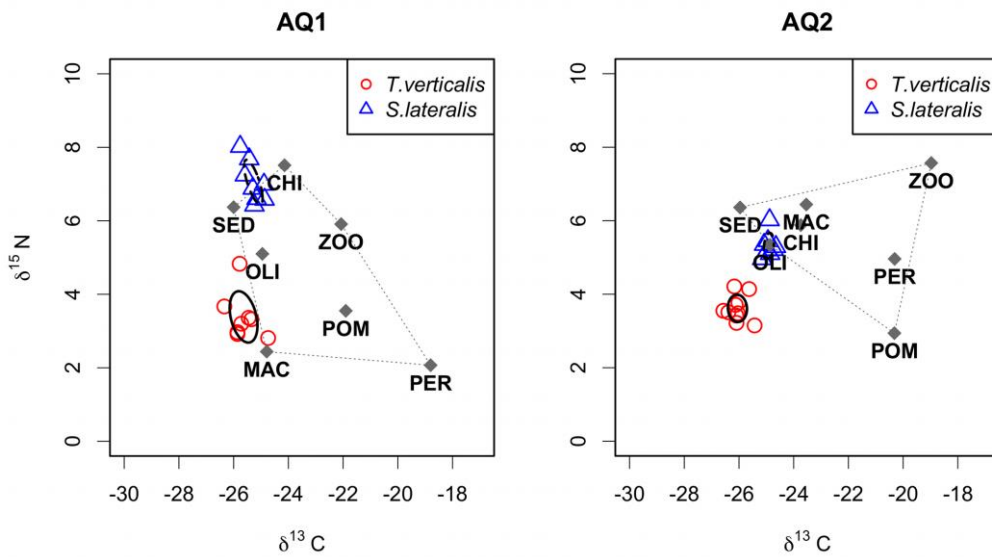 AQ1
T.verticalis
S.lateralis
10
8
6
4
2
0
δ15 N
CHI
SED
ZOO
OLI
POM
MAC
PER
-30 -28 -26 -24 -22 -20 -18
δ13 C
AQ2
T.verticalis
S.lateralis
10
8
6
4
2
0
ZOO
SED
MAC
CHI
OLI
PER
POM
-30 -28 -26 -24 -22 -20 -18
δ13 C